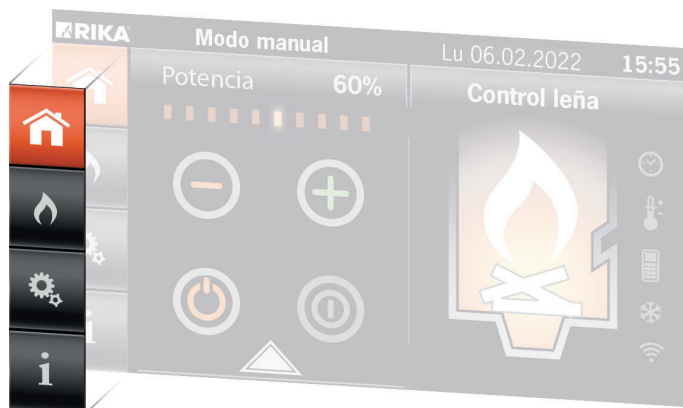 RIKA
Modo manual
Lu 06.02.2022
15:55
Potencia
60%
Control leña
i